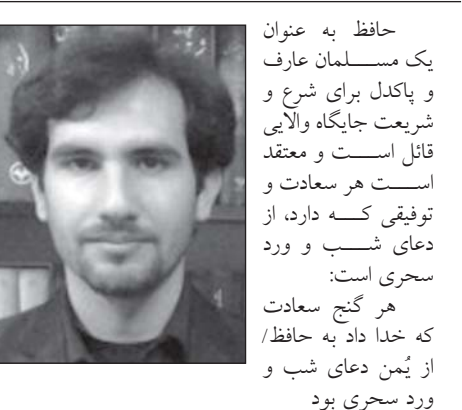 حافظ به عنوان
یک مسلمان عارف
و پاکدل برای شرع و
شریعت جایگاه والایی
قائل است و معتقد
است هر سعادت و
توفیقی که دارد، از
دعای شب و ورد
سحری است:
هر گنج سعادت
که خدا داد به حافظ/
از یُمن دعای شب و
ورد سحری بود